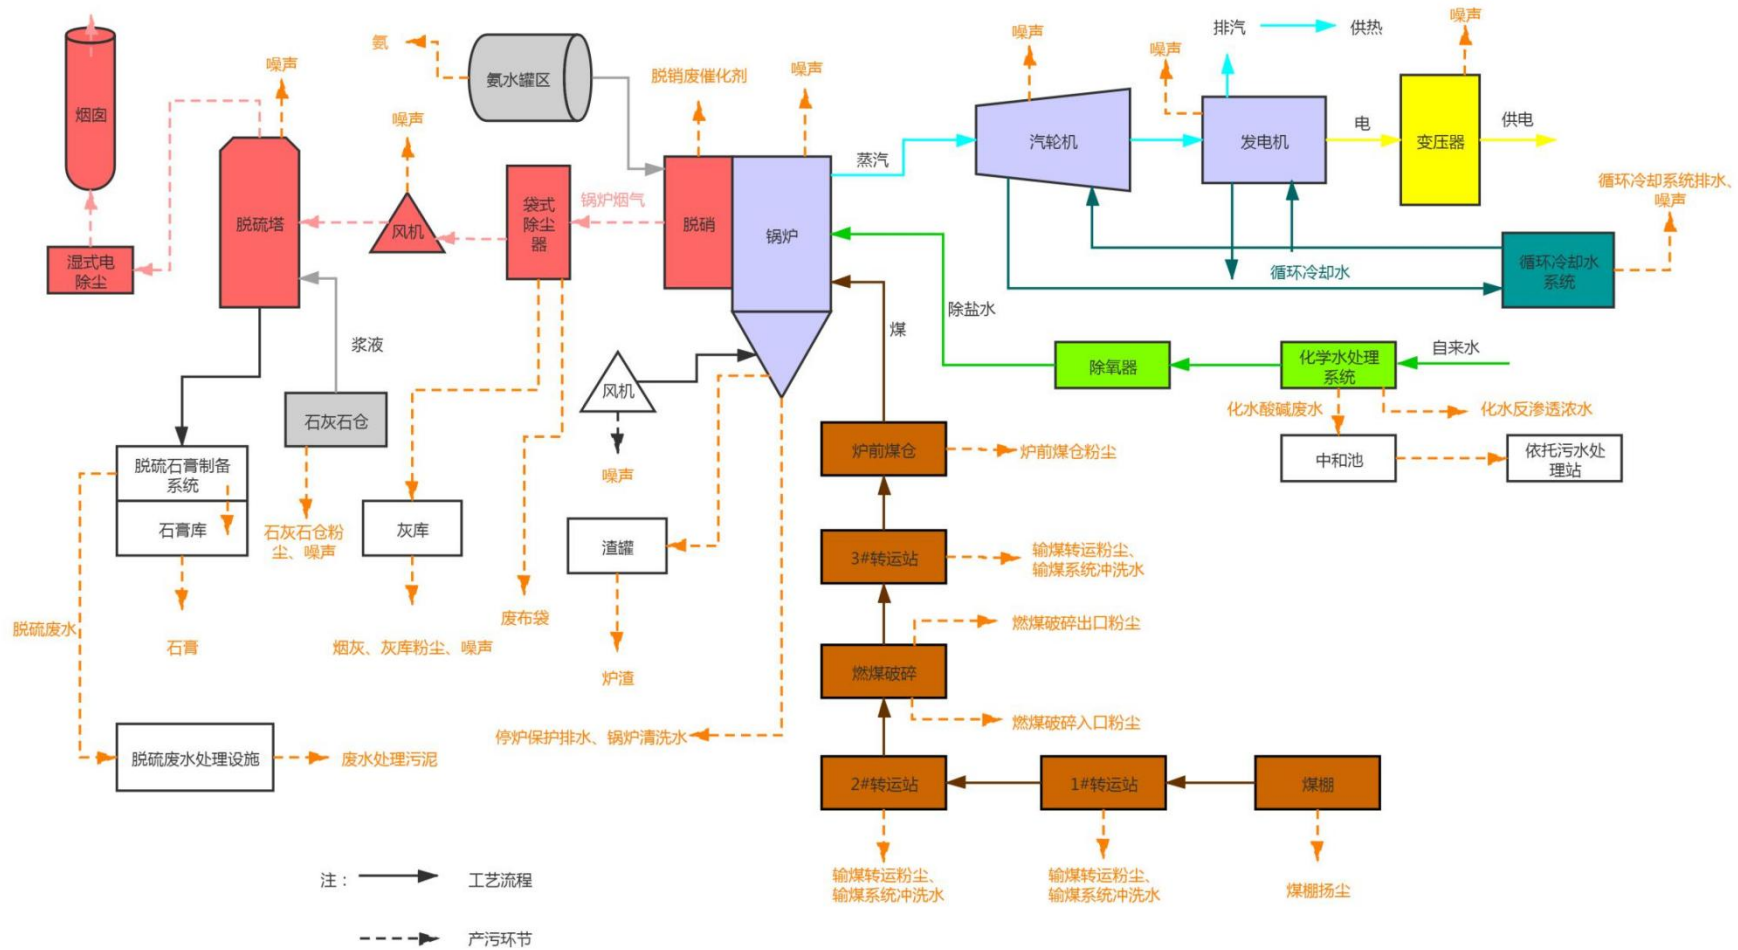 排汽
供热
噪声
噪声
噪声
氨
氨水罐区
脱销废催化剂
噪声
噪声
烟囱
噪声
电
变压器
供电
汽轮机
发电机
蒸汽
循环冷却系统排水、
噪声
脱硫塔
风机
袋式
除尘
器
锅炉烟气
脱硝
锅炉
湿式电
除尘
循环冷却水
循环冷却水
系统
除盐水
煤
浆液
除氧器
化学水处理
系统
自来水
风机
石灰石仓
化水酸碱废水
化水反渗透浓水
炉前煤仓
炉前煤仓粉尘
中和池
依托污水处
理站
脱硫石膏制备
系统
噪声
石膏库
石灰石仓粉
尘、噪声
灰库
渣罐
3#转运站
输煤转运粉尘、
输煤系统冲洗水
脱硫废水
石膏
烟灰、灰库粉尘、噪声
废布袋
炉渣
燃煤破碎出口粉尘
燃煤破碎
燃煤破碎入口粉尘
停炉保护排水、锅炉清洗水
脱硫废水处理设施
废水处理污泥
2#转运站
1#转运站
煤棚
输煤转运粉尘、
输煤系统冲洗水
输煤转运粉尘、
输煤系统冲洗水
煤棚扬尘
注：
工艺流程
产污环节